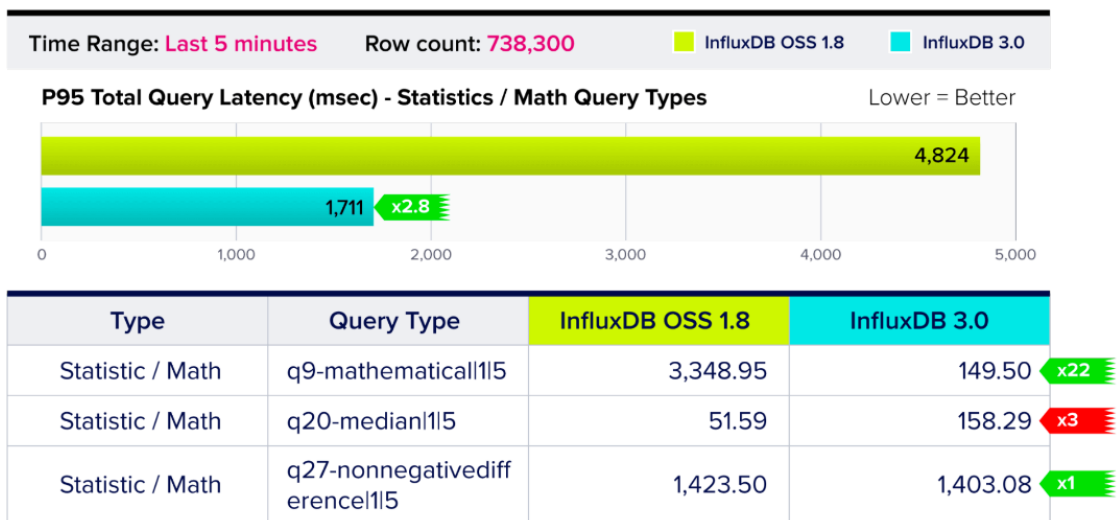 Time Range: Last 5 minutes Row count: 738,300 InfluxDB OSS 1.8 InfluxDB 3.0
P95 Total Query Latency (msec) - Statistics / Math Query Types Lower = Better
4,824
1,711 x2.8
0 1,000 2,000 3,000 4,000 5,000
Type Query Type InfluxDB OSS 1.8 InfluxDB 3.0
Statistic / Math q9-mathematical|1|5 3,348.95 149.50 x22
Statistic / Math q20-median|1|5 51.59 158.29 x3
Statistic / Math q27-nonnegativediff 1,423.50 1,403.08 x1
erence|1|5